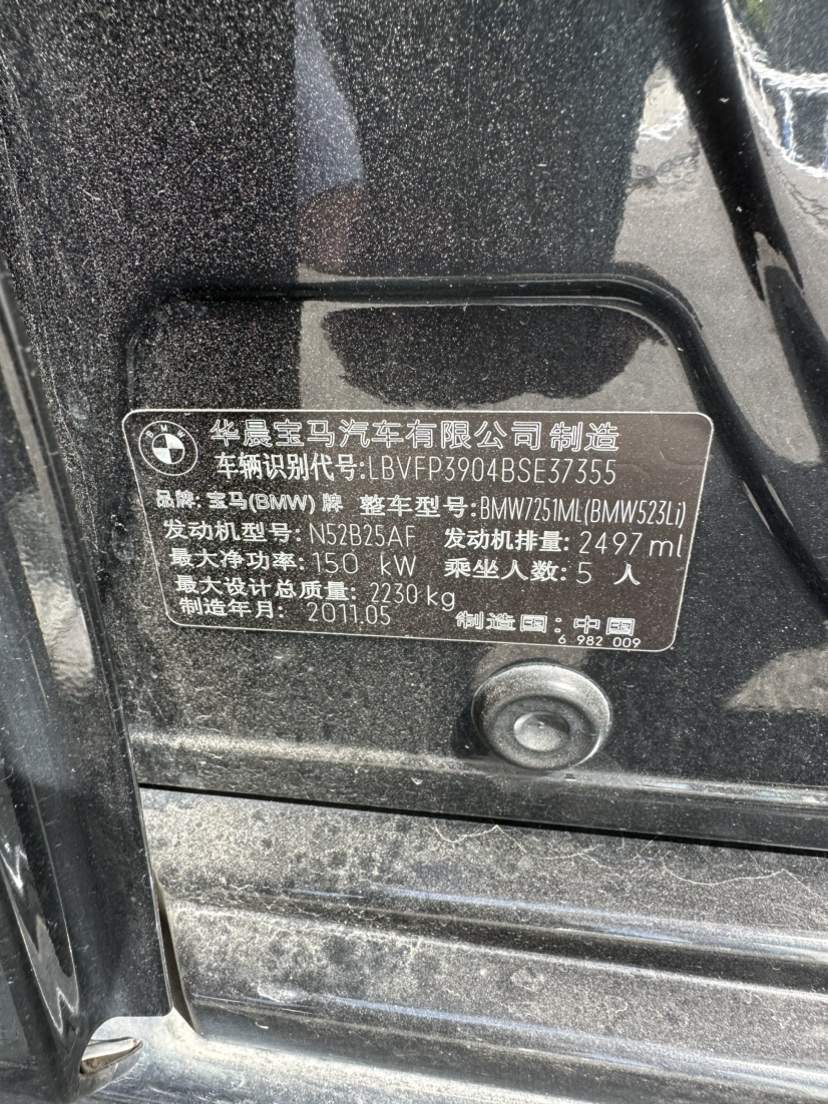 BMW 华晨宝马汽车有限公司 制造
车辆识别代号:LBVFP3904BSE37355
品牌: 宝马(BMW) 牌 整车型号:BMW7251ML(BMW523Li)
发动机型号: N52B25AF 发动机排量: 2497 ml
最大净功率: 150 kW 乘坐人数: 5 人
最大设计总质量: 2230 kg
制造年月: 2011.05 制造国: 中国
6 982 009